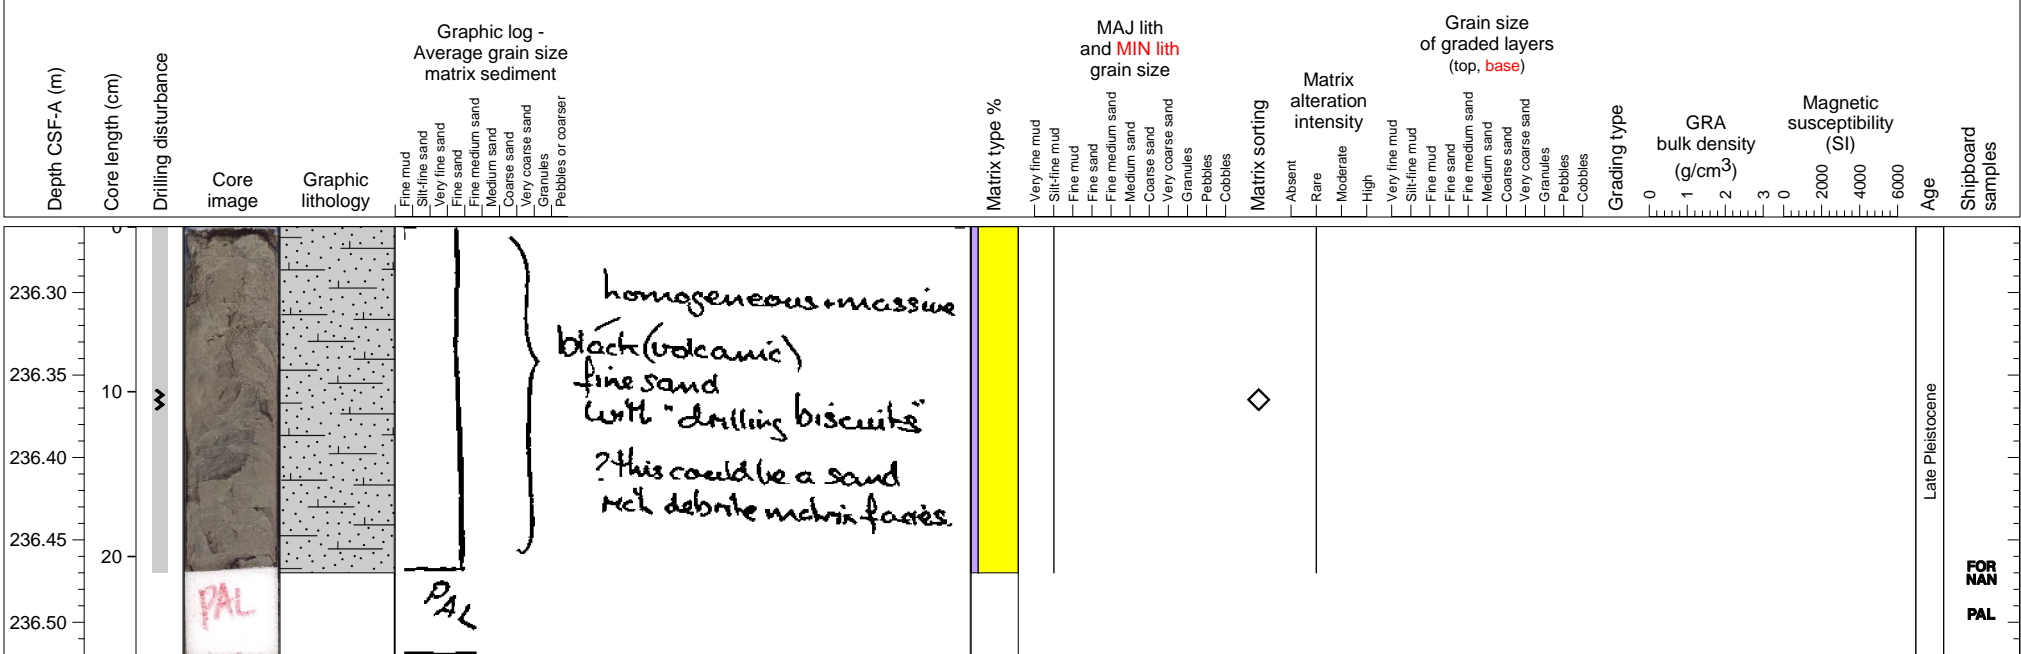 Depth CSF-A (m)
Core length (cm)
Drilling disturbance
Core
image
Graphic
lithology
Graphic log -
Average grain size
matrix sediment
Fine mud
Silt-fine sand
Very fine sand
Fine sand
Fine medium sand
Medium sand
Coarse sand
Very coarse sand
Granules
Pebbles or coarser
Matrix type %
MAJ lith
and MIN lith
grain size
Very fine mud
Silt-fine mud
Fine mud
Fine sand
Fine medium sand
Medium sand
Coarse sand
Very coarse sand
Granules
Pebbles
Cobbles
Matrix sorting
Matrix
alteration
intensity
Absent
Rare
Moderate
High
Grain size
of graded layers
(top, base)
Very fine mud
Silt-fine mud
Fine mud
Fine sand
Fine medium sand
Medium sand
Coarse sand
Very coarse sand
Granules
Pebbles
Cobbles
Grading type
GRA
bulk density
(g/cm3)
0 1 2 3
Magnetic
susceptibility
(SI)
0 2000 4000 6000
Age
Shipboard
samples
0
236.30
236.35
10
236.40
236.45
20
236.50
homogeneous + massive
black (volcanic)
fine sand
with "drilling biscuits"
? this could be a sand
rich debrite matrix facies.
PAL
PAL
Late Pleistocene
FOR
NAN
PAL